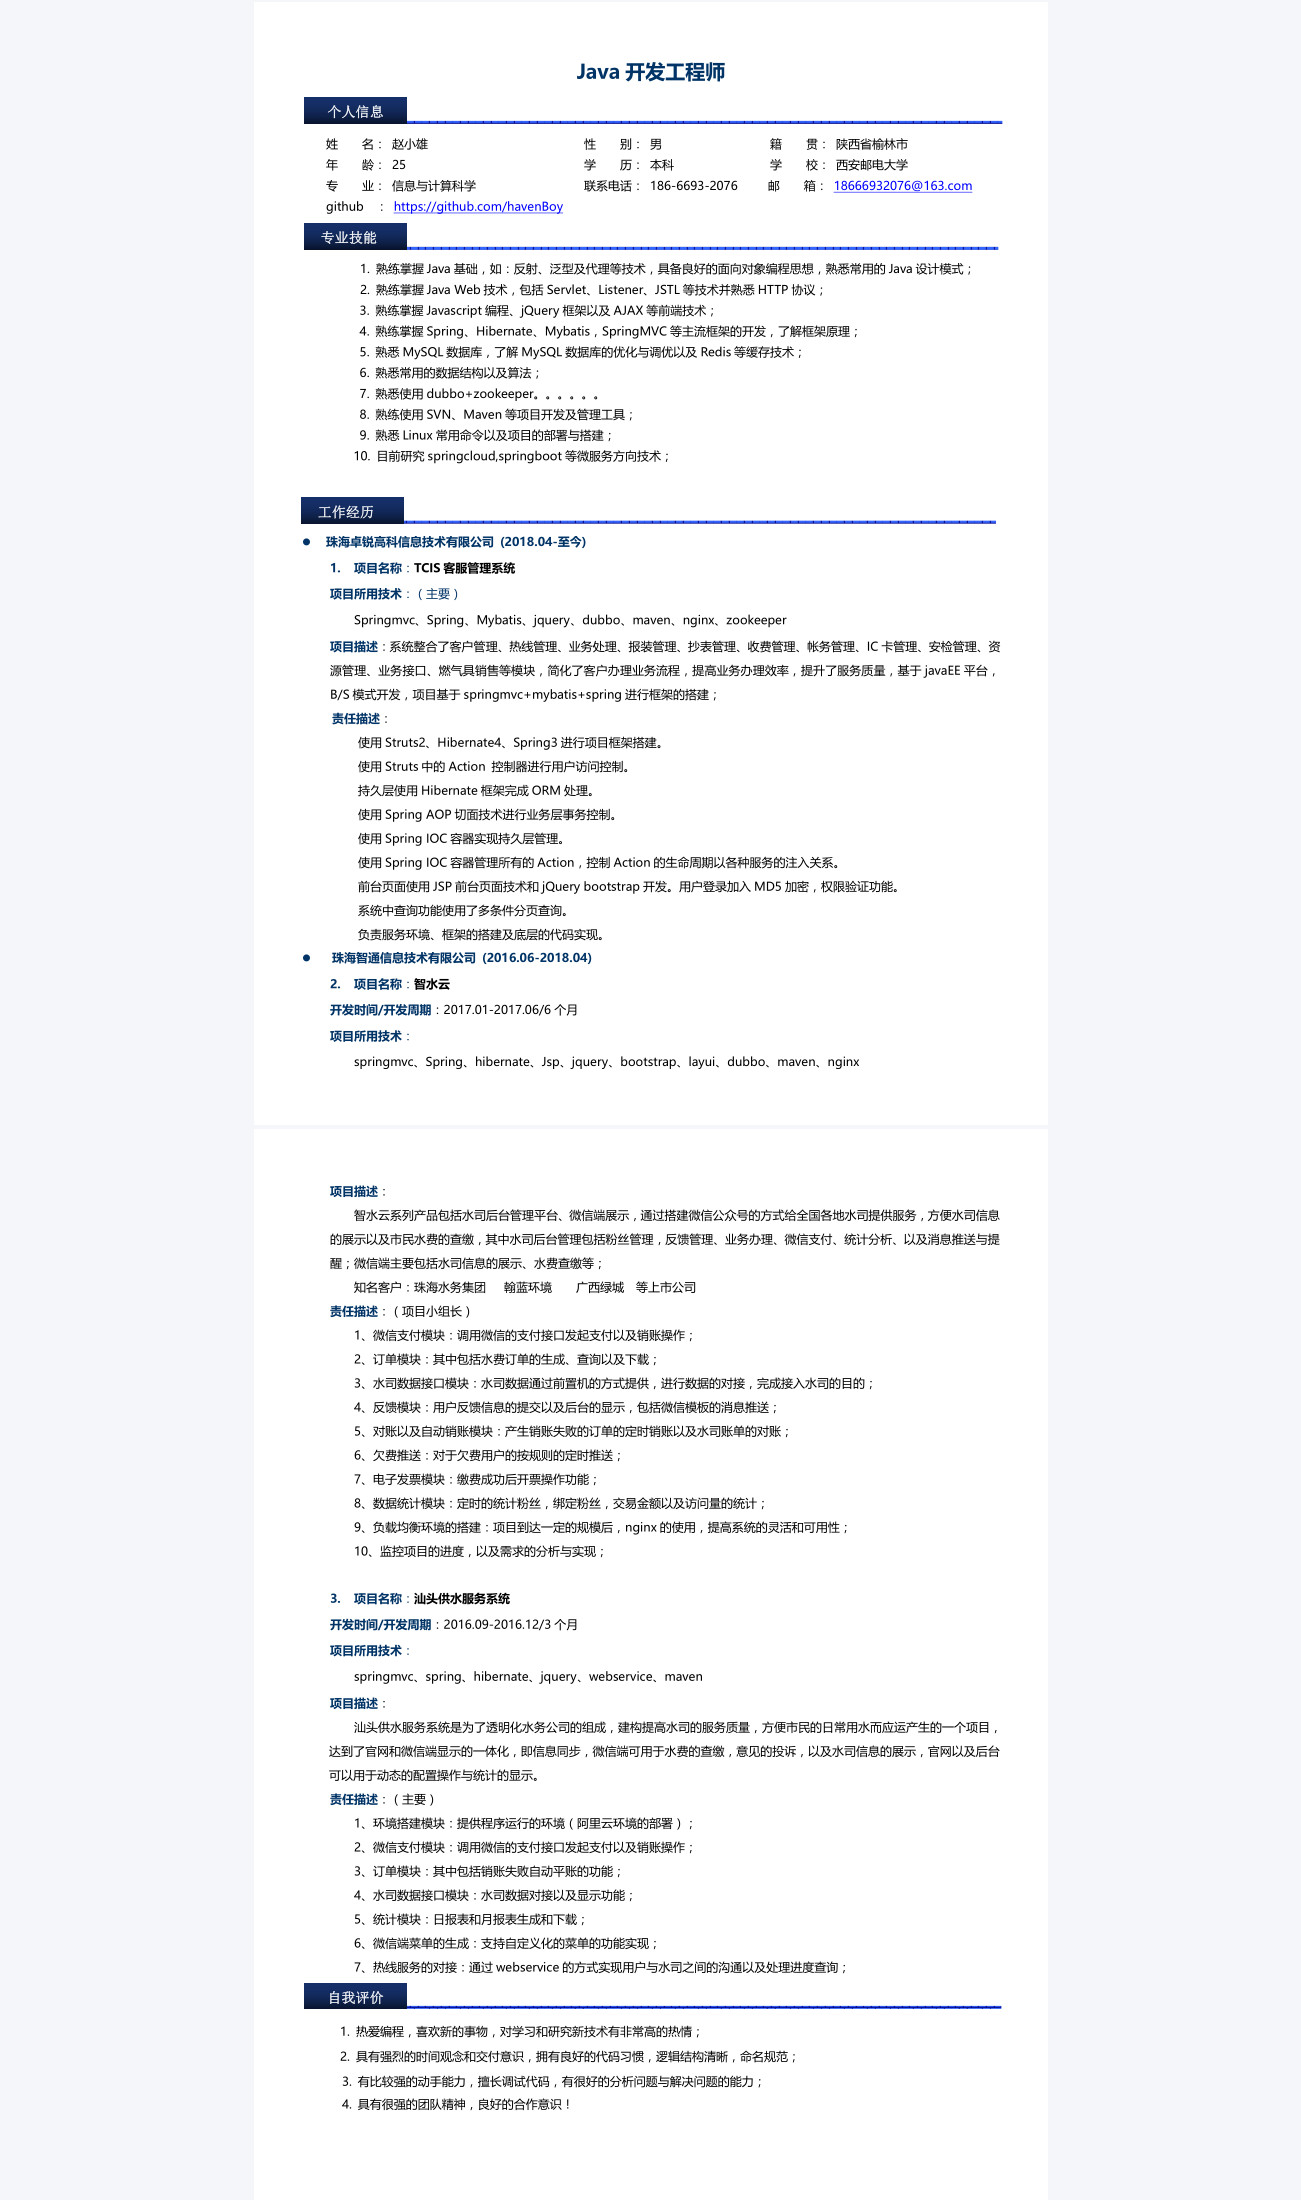 Java 开发工程师
个人信息
姓 名： 赵小雄 性 别： 男 籍 贯： 陕西省榆林市
年 龄： 25 学 历： 本科 学 校： 西安邮电大学
专 业： 信息与计算科学 联系电话： 186-6693-2076 邮 箱： 18666932076@163.com
github ： https://github.com/havenBoy
专业技能
1. 熟练掌握 Java 基础，如：反射、泛型及代理等技术，具备良好的面向对象编程思想，熟悉常用的 Java 设计模式；
2. 熟练掌握 Java Web 技术，包括 Servlet、Listener、JSTL 等技术并熟悉 HTTP 协议；
3. 熟练掌握 Javascript 编程、jQuery 框架以及 AJAX 等前端技术；
4. 熟练掌握 Spring、Hibernate、Mybatis，SpringMVC 等主流框架的开发，了解框架原理；
5. 熟悉 MySQL 数据库，了解 MySQL 数据库的优化与调优以及 Redis 等缓存技术；
6. 熟悉常用的数据结构以及算法；
7. 熟悉使用 dubbo+zookeeper。。。。。。
8. 熟练使用 SVN、Maven 等项目开发及管理工具；
9. 熟悉 Linux 常用命令以及项目的部署与搭建；
10. 目前研究 springcloud,springboot 等微服务方向技术；
工作经历
● 珠海卓锐高科信息技术有限公司 (2018.04-至今)
1. 项目名称：TCIS 客服管理系统
项目所用技术：（主要）
Springmvc、Spring、Mybatis、jquery、dubbo、maven、nginx、zookeeper
项目描述：系统整合了客户管理、热线管理、业务处理、报装管理、抄表管理、收费管理、帐务管理、IC 卡管理、安检管理、资
源管理、业务接口、燃气具销售等模块，简化了客户办理业务流程，提高业务办理效率，提升了服务质量，基于 javaEE 平台，
B/S 模式开发，项目基于 springmvc+mybatis+spring 进行框架的搭建；
责任描述：
使用 Struts2、Hibernate4、Spring3 进行项目框架搭建。
使用 Struts 中的 Action 控制器进行用户访问控制。
持久层使用 Hibernate 框架完成 ORM 处理。
使用 Spring AOP 切面技术进行业务层事务控制。
使用 Spring IOC 容器实现持久层管理。
使用 Spring IOC 容器管理所有的 Action，控制 Action 的生命周期以各种服务的注入关系。
前台页面使用 JSP 前台页面技术和 jQuery bootstrap 开发。用户登录加入 MD5 加密，权限验证功能。
系统中查询功能使用了多条件分页查询。
负责服务环境、框架的搭建及底层的代码实现。
● 珠海智通信息技术有限公司 (2016.06-2018.04)
2. 项目名称：智水云
开发时间/开发周期：2017.01-2017.06/6 个月
项目所用技术：
springmvc、Spring、hibernate、Jsp、jquery、bootstrap、layui、dubbo、maven、nginx
项目描述：
智水云系列产品包括水司后台管理平台、微信端展示，通过搭建微信公众号的方式给全国各地水司提供服务，方便水司信息
的展示以及市民水费的查缴，其中水司后台管理包括粉丝管理，反馈管理、业务办理、微信支付、统计分析、以及消息推送与提
醒；微信端主要包括水司信息的展示、水费查缴等；
知名客户：珠海水务集团 翰蓝环境 广西绿城 等上市公司
责任描述：（项目小组长）
1、微信支付模块：调用微信的支付接口发起支付以及销账操作；
2、订单模块：其中包括水费订单的生成、查询以及下载；
3、水司数据接口模块：水司数据通过前置机的方式提供，进行数据的对接，完成接入水司的目的；
4、反馈模块：用户反馈信息的提交以及后台的显示，包括微信模板的消息推送；
5、对账以及自动销账模块：产生销账失败的订单的定时销账以及水司账单的对账；
6、欠费推送：对于欠费用户的按规则的定时推送；
7、电子发票模块：缴费成功后开票操作功能；
8、数据统计模块：定时的统计粉丝，绑定粉丝，交易金额以及访问量的统计；
9、负载均衡环境的搭建：项目到达一定的规模后，nginx 的使用，提高系统的灵活和可用性；
10、监控项目的进度，以及需求的分析与实现；
3. 项目名称：汕头供水服务系统
开发时间/开发周期：2016.09-2016.12/3 个月
项目所用技术：
springmvc、spring、hibernate、jquery、webservice、maven
项目描述：
汕头供水服务系统是为了透明化水务公司的组成，建构提高水司的服务质量，方便市民的日常用水而应运产生的一个项目，
达到了官网和微信端显示的一体化，即信息同步，微信端可用于水费的查缴，意见的投诉，以及水司信息的展示，官网以及后台
可以用于动态的配置操作与统计的显示。
责任描述：（主要）
1、环境搭建模块：提供程序运行的环境（阿里云环境的部署）；
2、微信支付模块：调用微信的支付接口发起支付以及销账操作；
3、订单模块：其中包括销账失败自动平账的功能；
4、水司数据接口模块：水司数据对接以及显示功能；
5、统计模块：日报表和月报表生成和下载；
6、微信端菜单的生成：支持自定义化的菜单的功能实现；
7、热线服务的对接：通过 webservice 的方式实现用户与水司之间的沟通以及处理进度查询；
自我评价
1. 热爱编程，喜欢新的事物，对学习和研究新技术有非常高的热情；
2. 具有强烈的时间观念和交付意识，拥有良好的代码习惯，逻辑结构清晰，命名规范；
3. 有比较强的动手能力，擅长调试代码，有很好的分析问题与解决问题的能力；
4. 具有很强的团队精神，良好的合作意识！